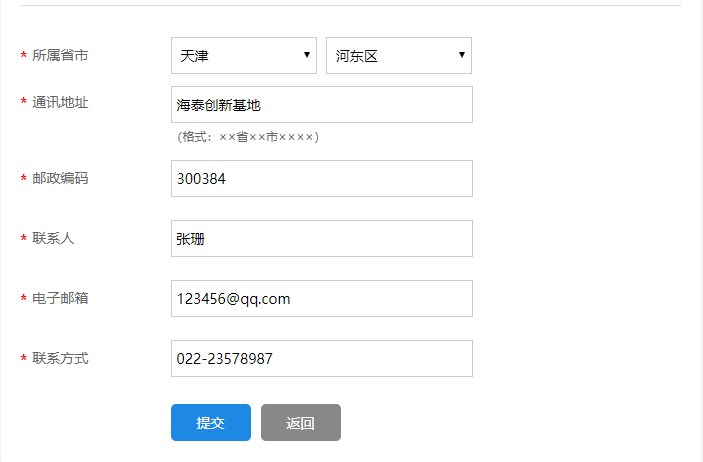 * 所属省市 天津 河东区
* 通讯地址 海泰创新基地
(格式：××省××市××××)
* 邮政编码 300384
* 联系人 张珊
* 电子邮箱 123456@qq.com
* 联系方式 022-23578987
提交 返回